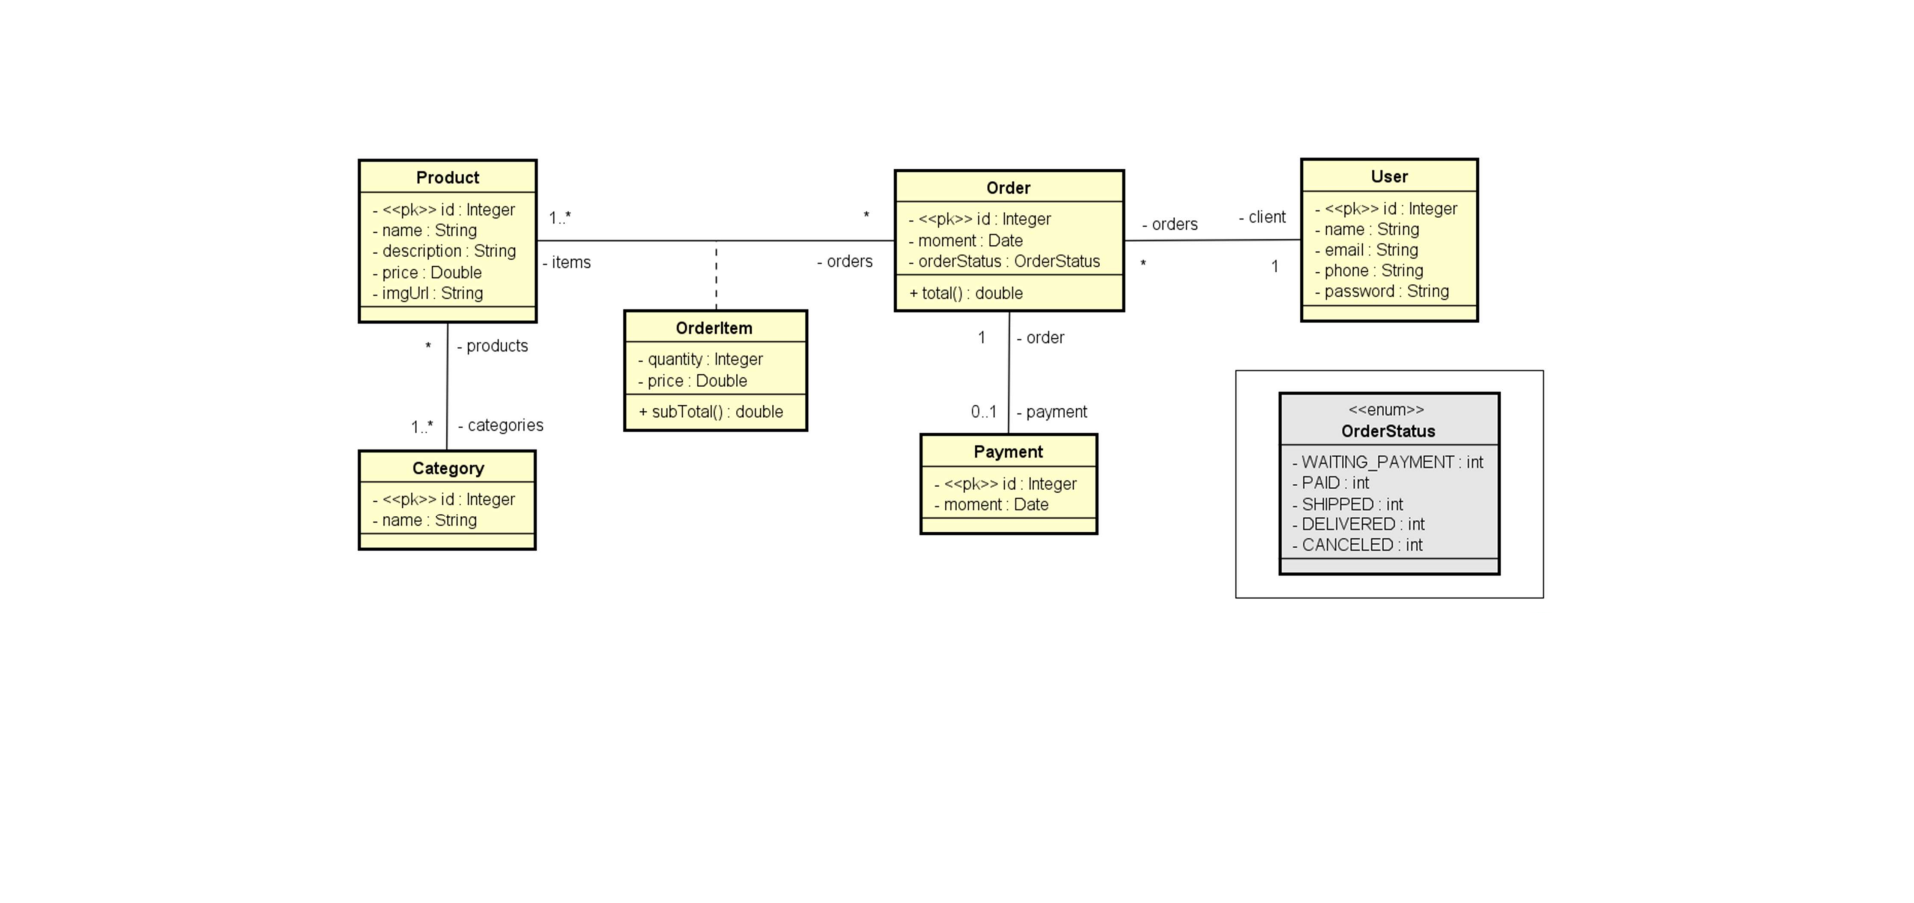 Product
- <<pk>> id : Integer
- name : String
- description : String
- price : Double
- imgUrl : String
1..*
*
- items
- orders
OrderItem
- quantity : Integer
- price : Double
+ subTotal() : double
Order
- <<pk>> id : Integer
- moment : Date
- orderStatus : OrderStatus
+ total() : double
- orders
- client
*
1
User
- <<pk>> id : Integer
- name : String
- email : String
- phone : String
- password : String
* - products
1..* - categories
Category
- <<pk>> id : Integer
- name : String
1 - order
0..1 - payment
Payment
- <<pk>> id : Integer
- moment : Date
<<enum>>
OrderStatus
- WAITING_PAYMENT : int
- PAID : int
- SHIPPED : int
- DELIVERED : int
- CANCELED : int